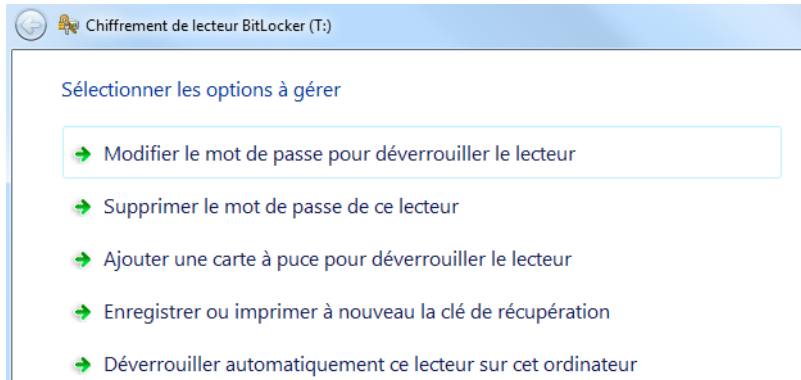 Chiffrement de lecteur BitLocker (T:)
Sélectionner les options à gérer
Modifier le mot de passe pour déverrouiller le lecteur
Supprimer le mot de passe de ce lecteur
Ajouter une carte à puce pour déverrouiller le lecteur
Enregistrer ou imprimer à nouveau la clé de récupération
Déverrouiller automatiquement ce lecteur sur cet ordinateur